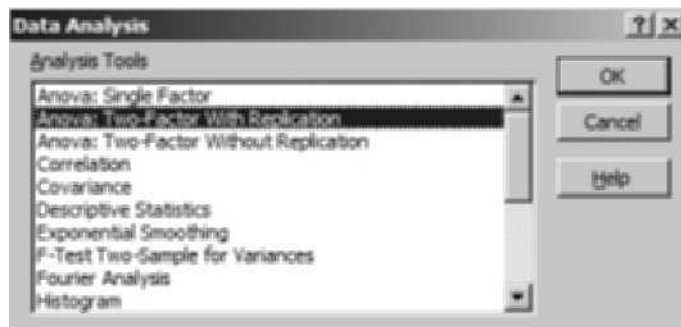 Data Analysis
Analysis Tools
Anova: Single Factor
Anova: Two-Factor With Replication
Anova: Two-Factor Without Replication
Correlation
Covariance
Descriptive Statistics
Exponential Smoothing
F-Test Two-Sample for Variances
Fourier Analysis
Histogram
OK
Cancel
Help